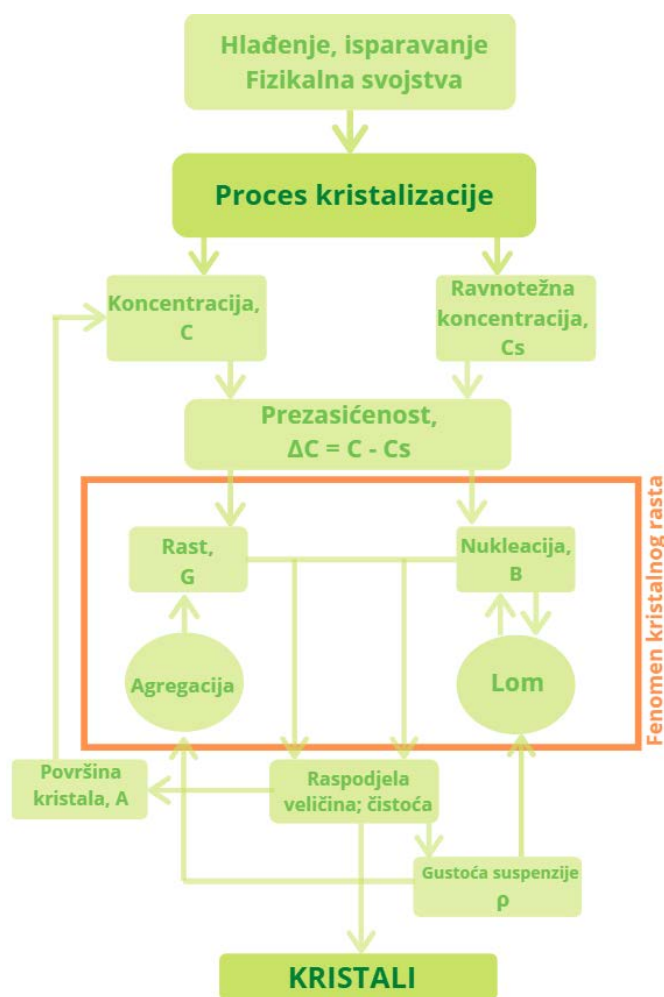 Hlađenje, isparavanje
Fizikalna svojstva
Proces kristalizacije
Koncentracija,
C
Ravnotežna
koncentracija,
Cs
Prezasićenost,
ΔC = C - Cs
Rast,
G
Nukleacija,
B
Agregacija
Lom
Fenomen kristalnog rasta
Površina
kristala, A
Raspodjela
veličina; čistoća
Gustoća suspenzije
ρ
KRISTALI